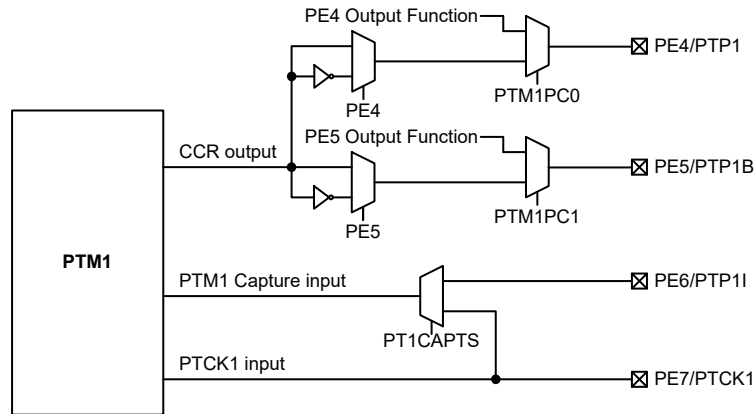 PE4 Output Function
PE4/PTP1
PE4
PTM1PC0
CCR output
PE5 Output Function
PE5/PTP1B
PE5
PTM1PC1
PTM1
PTM1 Capture input
PE6/PTP1I
PT1CAPTS
PTCK1 input
PE7/PTCK1